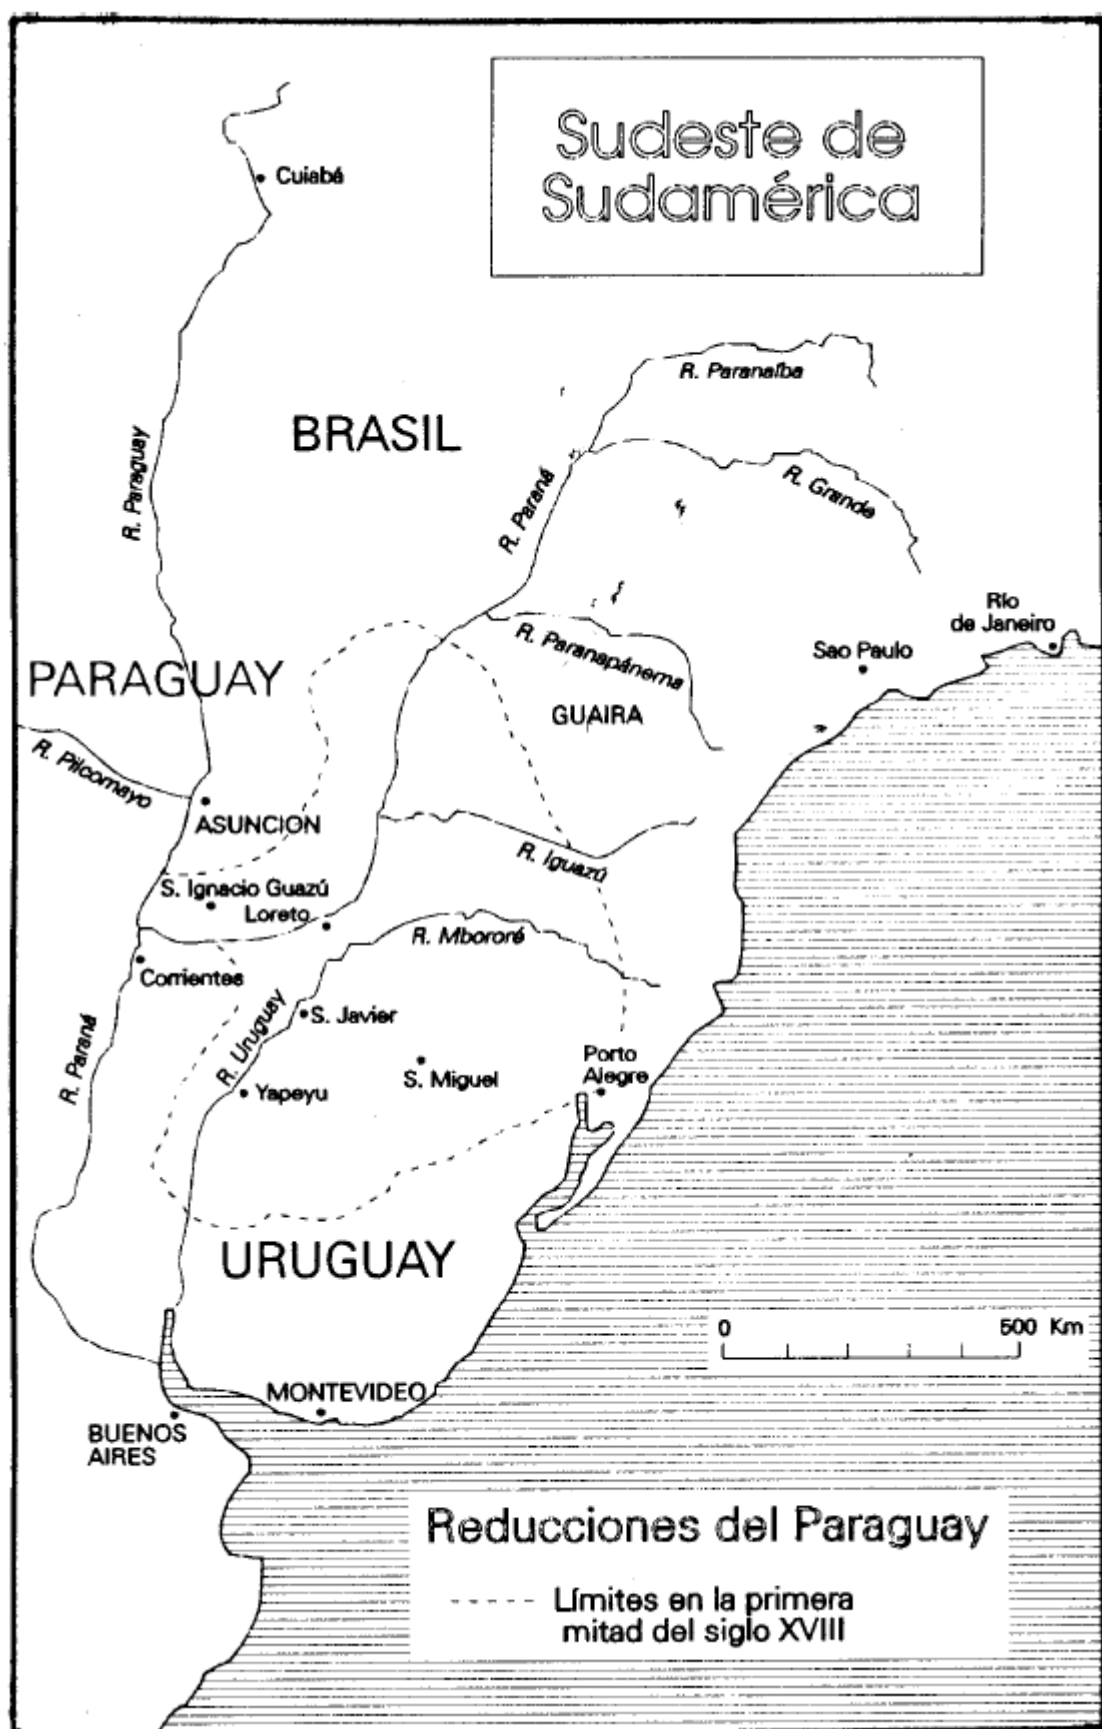 Sudeste de
Sudamérica
Cuiabá
R. Paranaíba
BRASIL
R. Paraguay
R. Paraná
R. Grande
Río
de Janeiro
R. Paranapánema
Sao Paulo
PARAGUAY
GUAIRA
R. Pilcomayo
ASUNCION
R. Iguazú
S. Ignacio Guazú
Loreto
R. Mbororé
Corrientes
R. Uruguay
S. Javier
R. Paraná
Porto
Alegre
S. Miguel
Yapeyu
URUGUAY
0 500 Km
MONTEVIDEO
BUENOS
AIRES
Reducciones del Paraguay
Límites en la primera
mitad del siglo XVIII